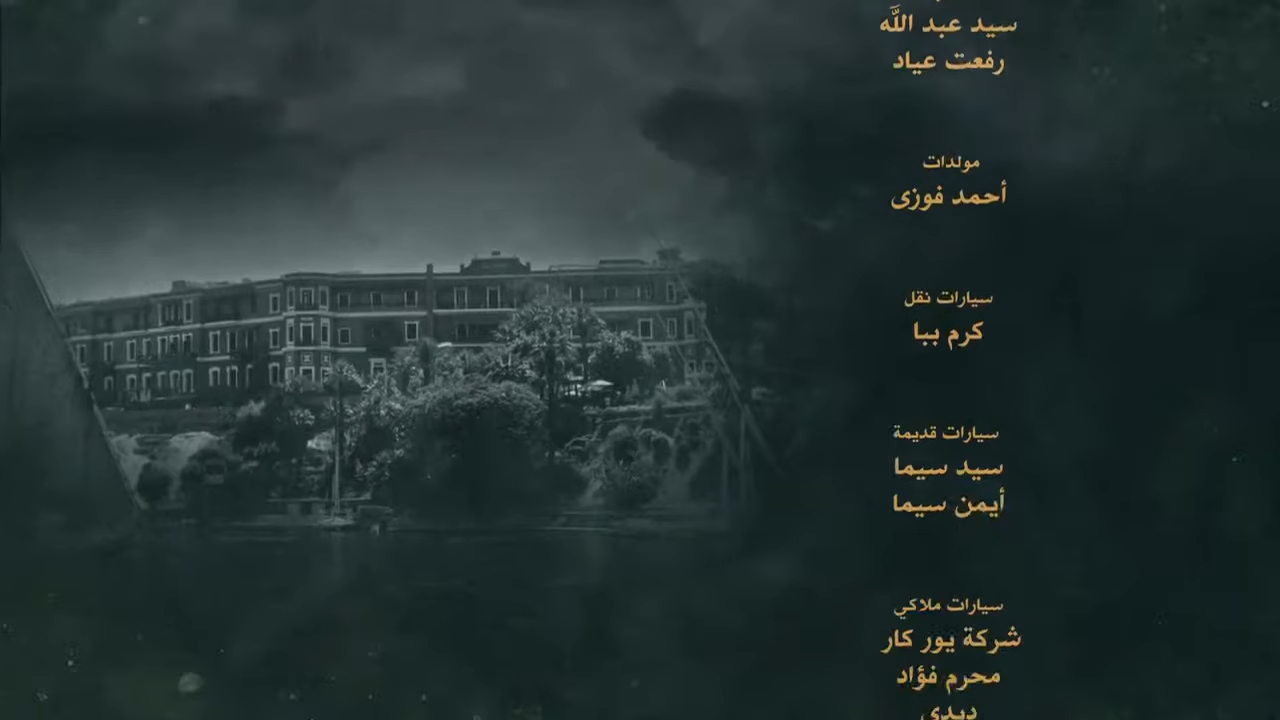 سيد عبد اللَّه
رفعت عياد
مولدات
أحمد فوزى
سيارات نقل
كرم ببا
سيارات قديمة
سيد سيما
أيمن سيما
سيارات ملاكي
شركة يور كار
محرم فؤاد
ديدى